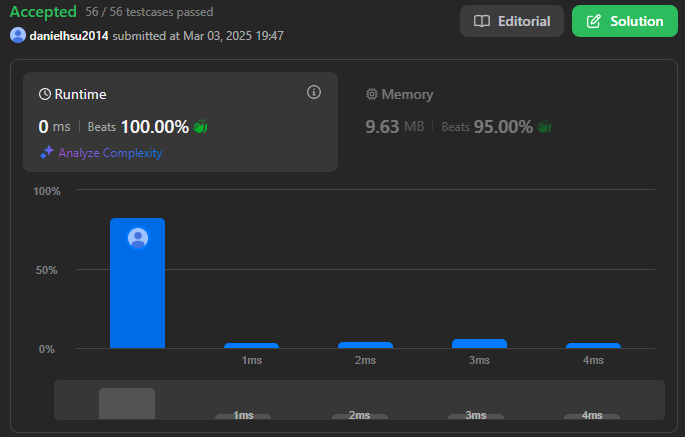 Accepted 56 / 56 testcases passed
Editorial
Solution
danielhsu2014 submitted at Mar 03, 2025 19:47
Runtime
0 ms | Beats 100.00%
Analyze Complexity
Memory
9.63 MB | Beats 95.00%
100%
50%
0%
1ms 2ms 3ms 4ms
1ms 2ms 3ms 4ms